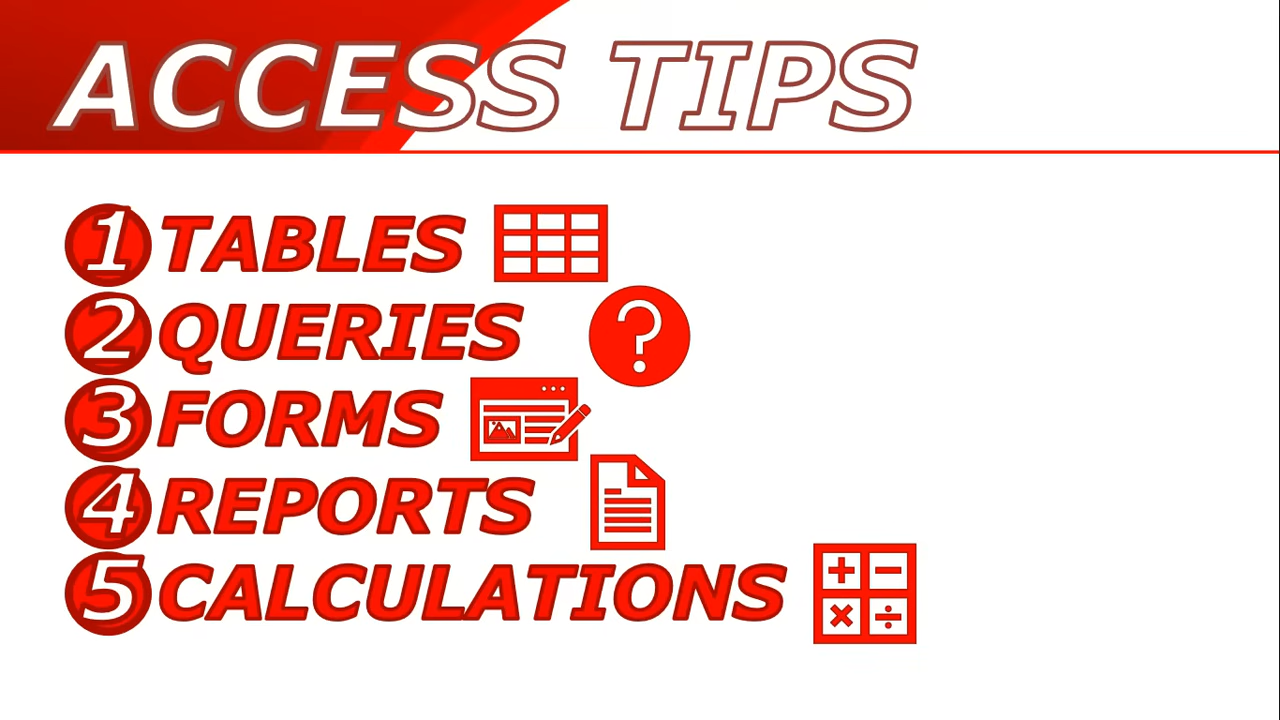 ACCESS TIPS
1 TABLES
2 QUERIES
3 FORMS
4 REPORTS
5 CALCULATIONS